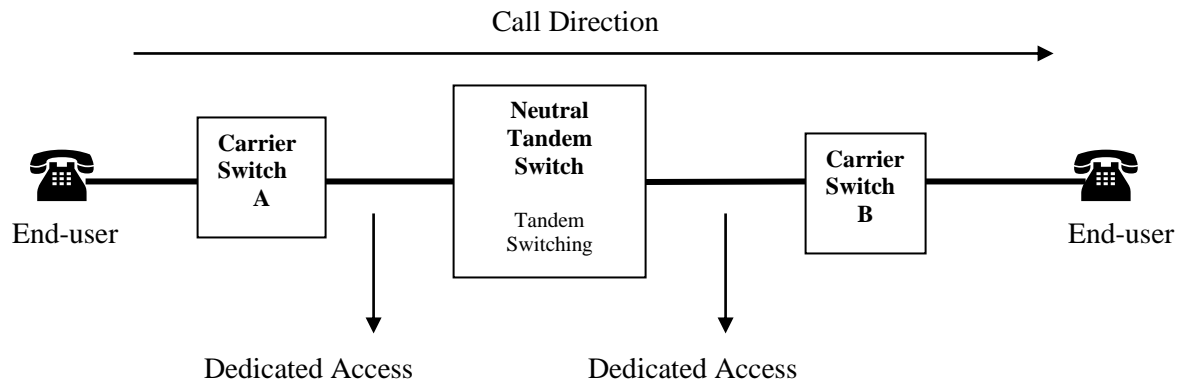 Call Direction
Neutral
Tandem
Switch
Carrier
Switch
A
Carrier
Switch
B
Tandem
Switching
End-user
End-user
Dedicated Access
Dedicated Access